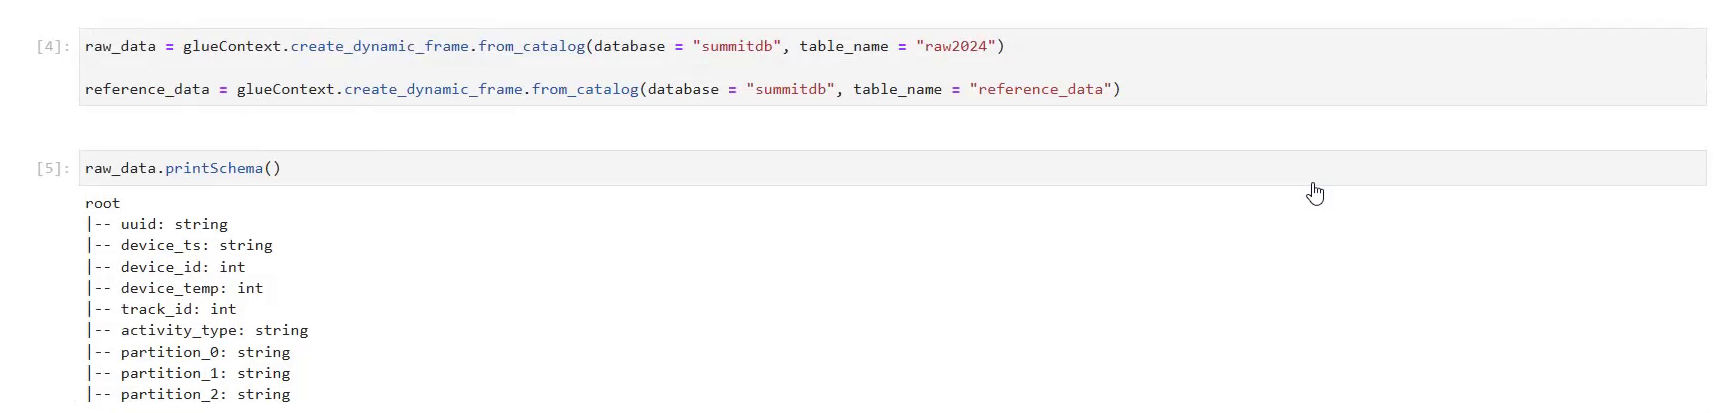 [4]: raw_data = glueContext.create_dynamic_frame.from_catalog(database = "summitdb", table_name = "raw2024")
reference_data = glueContext.create_dynamic_frame.from_catalog(database = "summitdb", table_name = "reference_data")
[5]: raw_data.printSchema()
root
|-- uuid: string
|-- device_ts: string
|-- device_id: int
|-- device_temp: int
|-- track_id: int
|-- activity_type: string
|-- partition_0: string
|-- partition_1: string
|-- partition_2: string